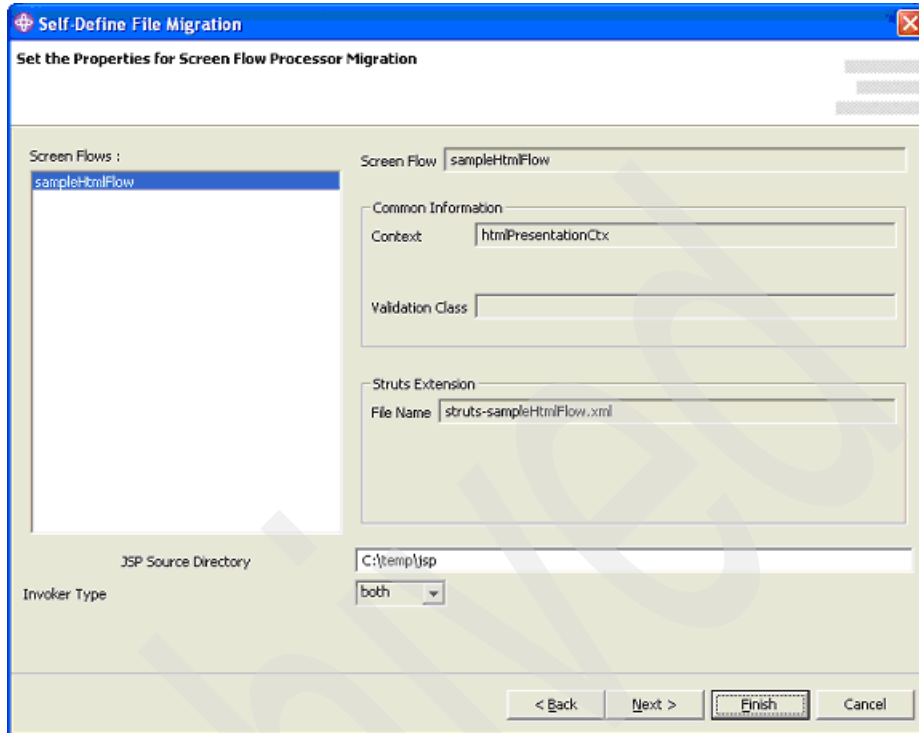 Self-Define File Migration
Set the Properties for Screen Flow Processor Migration
Screen Flows :
sampleHtmlFlow
Screen Flow sampleHtmlFlow
Common Information
Context htmlPresentationCtx
Validation Class
Struts Extension
File Name struts-sampleHtmlFlow.xml
JSP Source Directory C:\temp\jsp
Invoker Type both
< Back Next > Finish Cancel